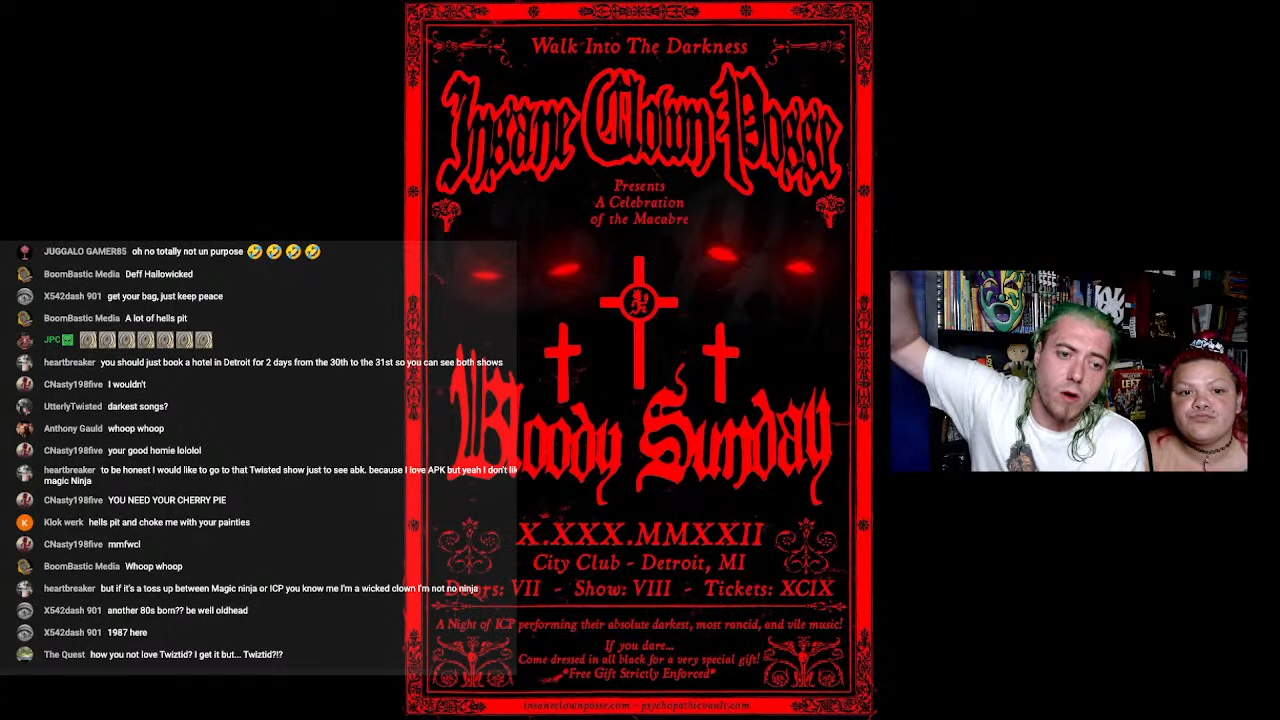 Walk Into The Darkness
Insane Clown Posse
Presents
A Celebration
of the Macabre
Bloody Sunday
X.XXX.MMXXII
City Club - Detroit, MI
Doors: VII - Show: VIII - Tickets: XCIX
A Night of ICP performing their absolute darkest, most rancid, and vile music!
If you dare...
Come dressed in all black for a very special gift!
*Free Gift Strictly Enforced*
insaneclownposse.com - psychopathicvault.com
JUGGALO GAMER85 oh no totally not un purpose 🤣 🤣 🤣 🤣
BoomBastic Media Deff Hallowicked
X542dash 901 get your bag, just keep peace
BoomBastic Media A lot of hells pit
JPC
heartbreaker you should just book a hotel in Detroit for 2 days from the 30th to the 31st so you can see both shows
CNasty198five I wouldn't
UtterlyTwisted darkest songs?
Anthony Gauld whoop whoop
CNasty198five your good homie lololol
heartbreaker to be honest I would like to go to that Twisted show just to see abk. because I love APK but yeah I don't lik
magic Ninja
CNasty198five YOU NEED YOUR CHERRY PIE
K Klok werk hells pit and choke me with your painties
CNasty198five mmfwcl
BoomBastic Media Whoop whoop
heartbreaker but if it's a toss up between Magic ninja or ICP you know me I'm a wicked clown I'm not no ninja
X542dash 901 another 80s born?? be well oldhead
X542dash 901 1987 here
The Quest how you not love Twiztid? I get it but... Twiztid?!?
LEFT